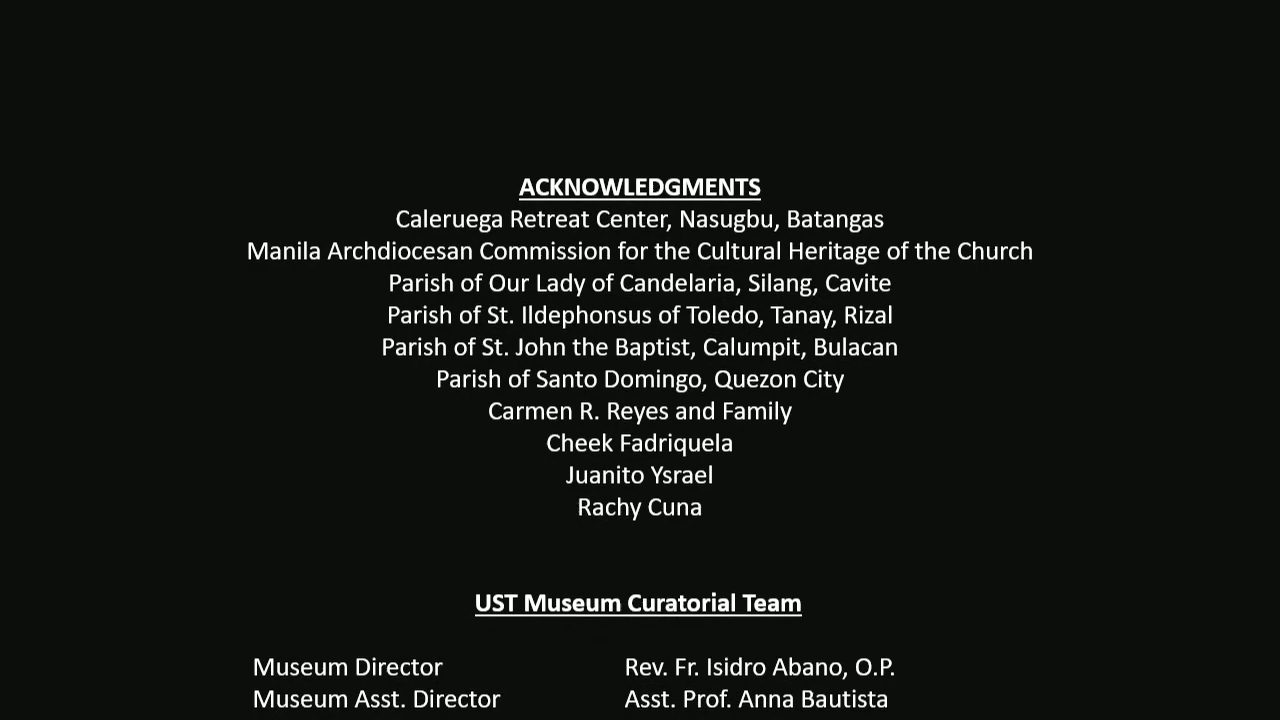 ACKNOWLEDGMENTS
Caleruega Retreat Center, Nasugbu, Batangas
Manila Archdiocesan Commission for the Cultural Heritage of the Church
Parish of Our Lady of Candelaria, Silang, Cavite
Parish of St. Ildephonsus of Toledo, Tanay, Rizal
Parish of St. John the Baptist, Calumpit, Bulacan
Parish of Santo Domingo, Quezon City
Carmen R. Reyes and Family
Cheek Fadriquela
Juanito Ysrael
Rachy Cuna
UST Museum Curatorial Team
Museum Director Rev. Fr. Isidro Abano, O.P.
Museum Asst. Director Asst. Prof. Anna Bautista